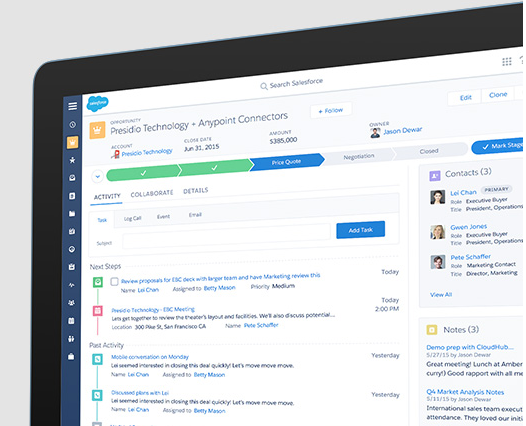 Search Salesforce
salesforce
OPPORTUNITY
Presidio Technology + Anypoint Connectors
+ Follow
Edit
Clone
ACCOUNT
Presidio Technology
CLOSE DATE
Jun 31, 2015
AMOUNT
$385,000
OWNER
Jason Dewar
Price Quote
Negotiation
Closed
Mark Stage
ACTIVITY
COLLABORATE
DETAILS
Task
Log Call
Event
Email
Subject
Add Task
Next Steps
Review proposals for EBC deck with larger team and have Marketing review this
Today
Name Lei Chan Assigned to Betty Mason Priority Medium
Presidio Technology - EBC Meeting
Today
2:00 PM
Lets get together to review the theater's layout and facilities. We'll also discuss potential...
Location 300 Pike St, San Francisco CA Name Pete Schaffer
Past Activity
Mobile conversation on Monday
Yesterday
Lei seemed interested in closing this deal quickly! Let's move move move.
Name Lei Chan Assigned to Betty Mason
Discussed plans with Lei
Yesterday
Lei seemed interested in closing this deal quickly! Let's move move move.
Name Lei Chan Assigned to Betty Mason
Contacts (3)
Lei Chan PRIMARY
Role Executive Buyer
Title President, Operations
Gwen Jones
Role Executive Buyer
Title President, Operations
Pete Schaffer
Role Marketing Contact
Title Director, Marketing
View All
Notes (3)
Demo prep with CloudHub...
5/27/15 by Jason Dewar
Great meeting! Lunch at Amber
curry!) Good rapport with all me
Q4 Market Analysis Notes
5/11/15 by Jason Dewar
International sales team execu
attendance. They loved our initi